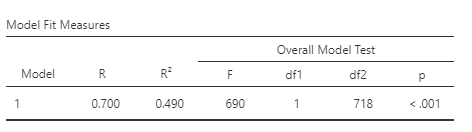 Model Fit Measures
Overall Model Test
Model R R² F df1 df2 p
1 0.700 0.490 690 1 718 < .001